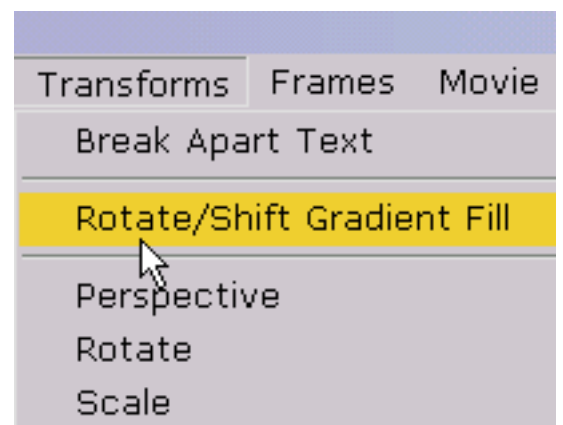 Transforms Frames Movie
Break Apart Text
Rotate/Shift Gradient Fill
Perspective
Rotate
Scale